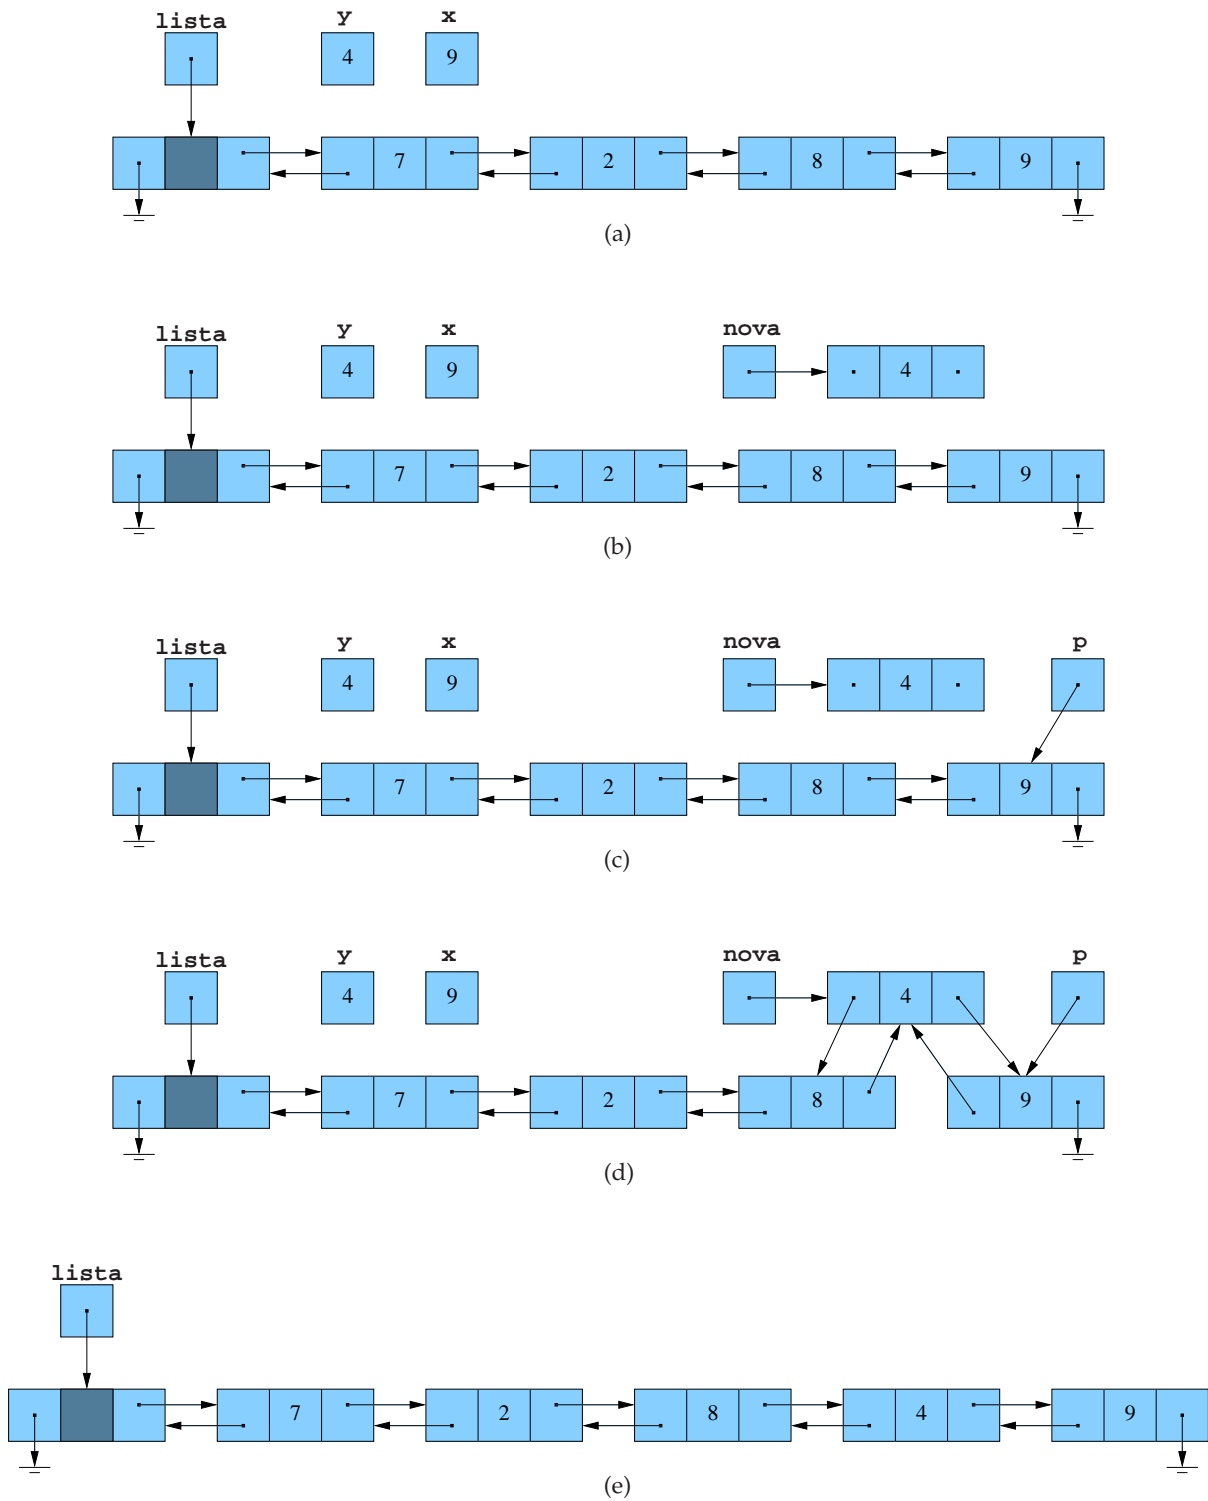 lista y x
4 9
7 2 8 9
(a)
lista y x nova
4 9 4
7 2 8 9
(b)
lista y x nova p
4 9 4
7 2 8 9
(c)
lista y x nova p
4 9 4
7 2 8 9
(d)
lista
7 2 8 4 9
(e)